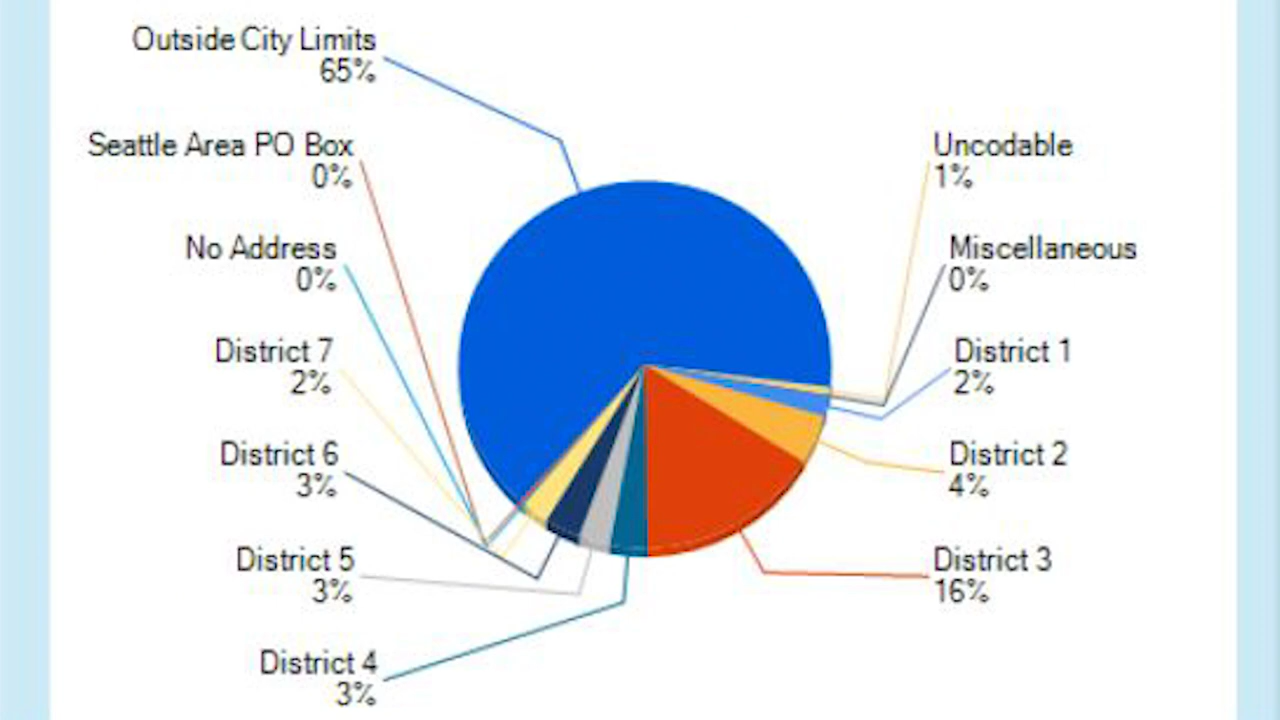 Outside City Limits
65%
Seattle Area PO Box
0%
No Address
0%
District 7
2%
District 6
3%
District 5
3%
District 4
3%
Uncodable
1%
Miscellaneous
0%
District 1
2%
District 2
4%
District 3
16%